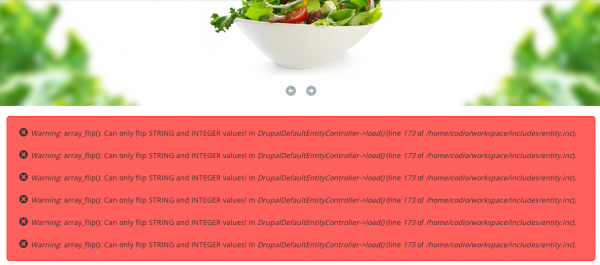 Warning: array_flip(): Can only flip STRING and INTEGER values! in DrupalDefaultEntityController->load() (line 173 of /home/codio/workspace/includes/entity.inc).
Warning: array_flip(): Can only flip STRING and INTEGER values! in DrupalDefaultEntityController->load() (line 173 of /home/codio/workspace/includes/entity.inc).
Warning: array_flip(): Can only flip STRING and INTEGER values! in DrupalDefaultEntityController->load() (line 173 of /home/codio/workspace/includes/entity.inc).
Warning: array_flip(): Can only flip STRING and INTEGER values! in DrupalDefaultEntityController->load() (line 173 of /home/codio/workspace/includes/entity.inc).
Warning: array_flip(): Can only flip STRING and INTEGER values! in DrupalDefaultEntityController->load() (line 173 of /home/codio/workspace/includes/entity.inc).
Warning: array_flip(): Can only flip STRING and INTEGER values! in DrupalDefaultEntityController->load() (line 173 of /home/codio/workspace/includes/entity.inc).